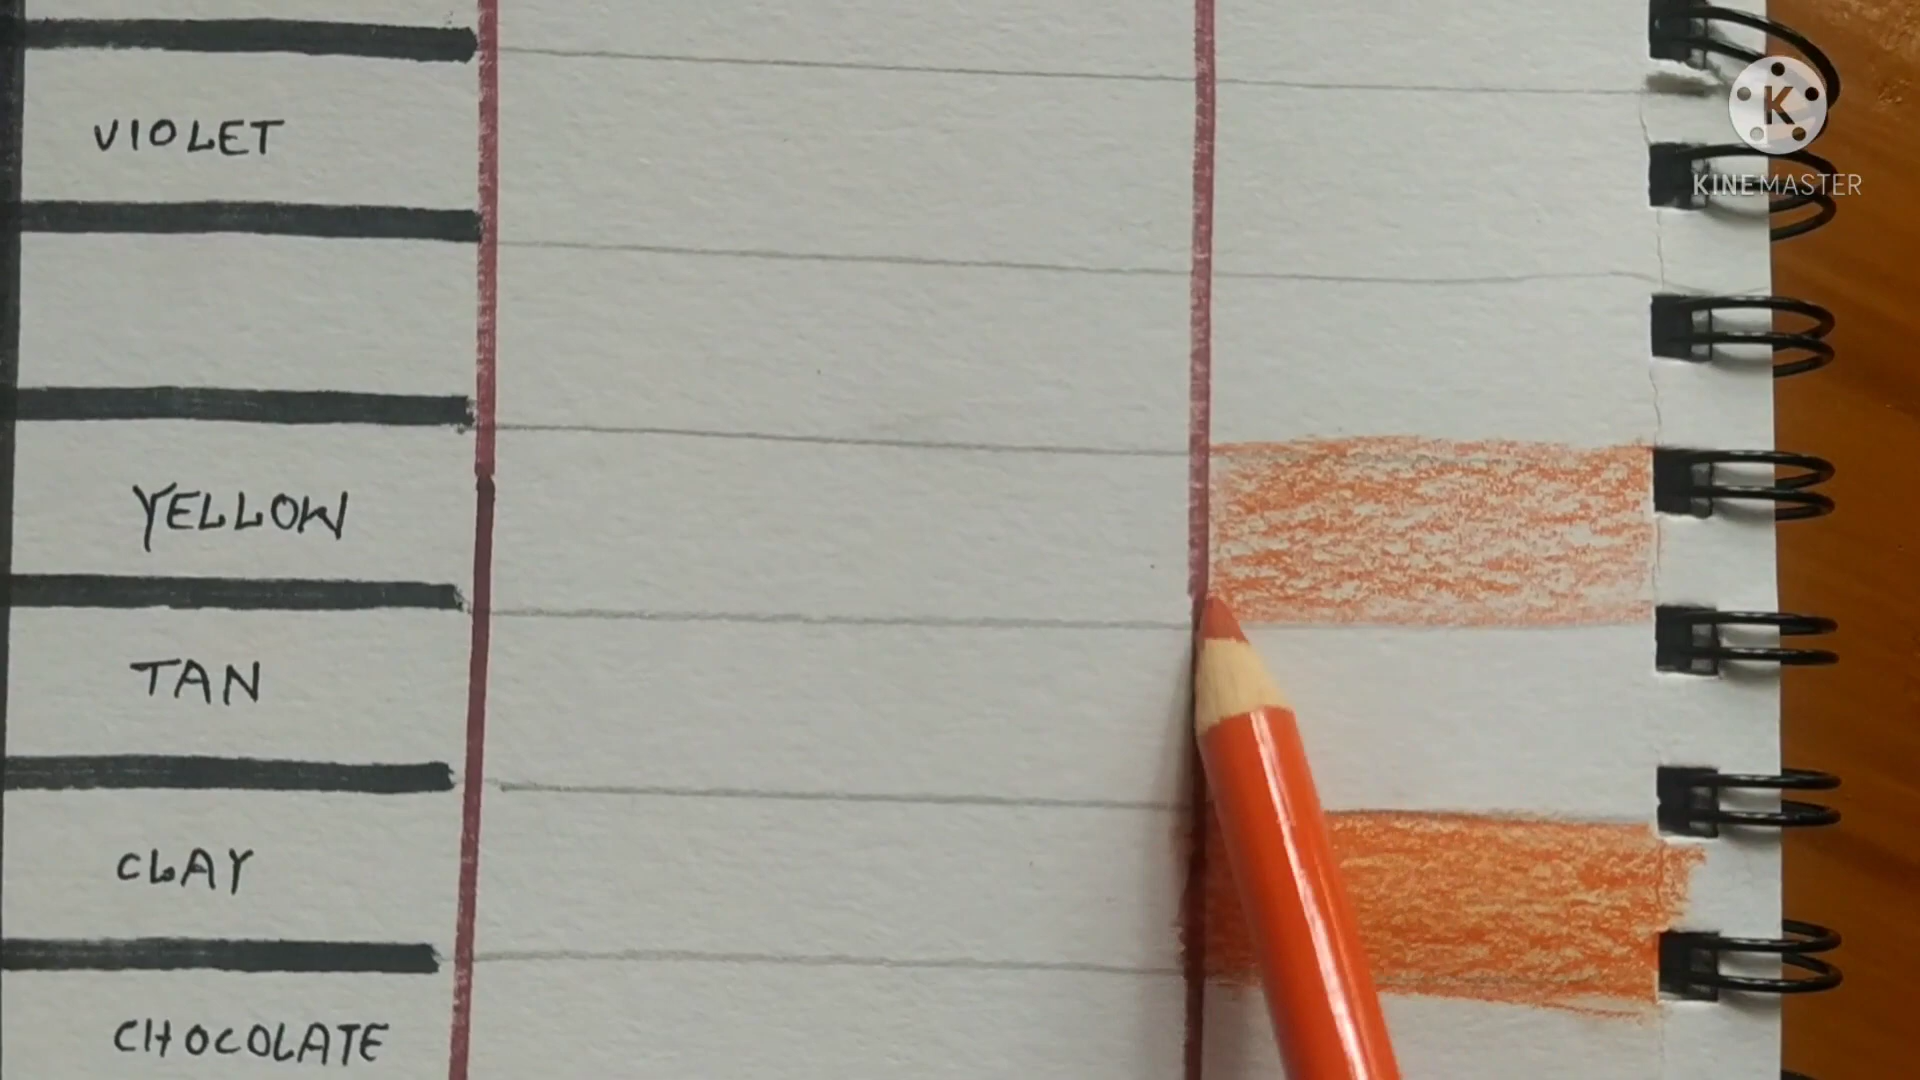 K
KINEMASTER
VIOLET
YELLOW
TAN
CLAY
CHOCOLATE